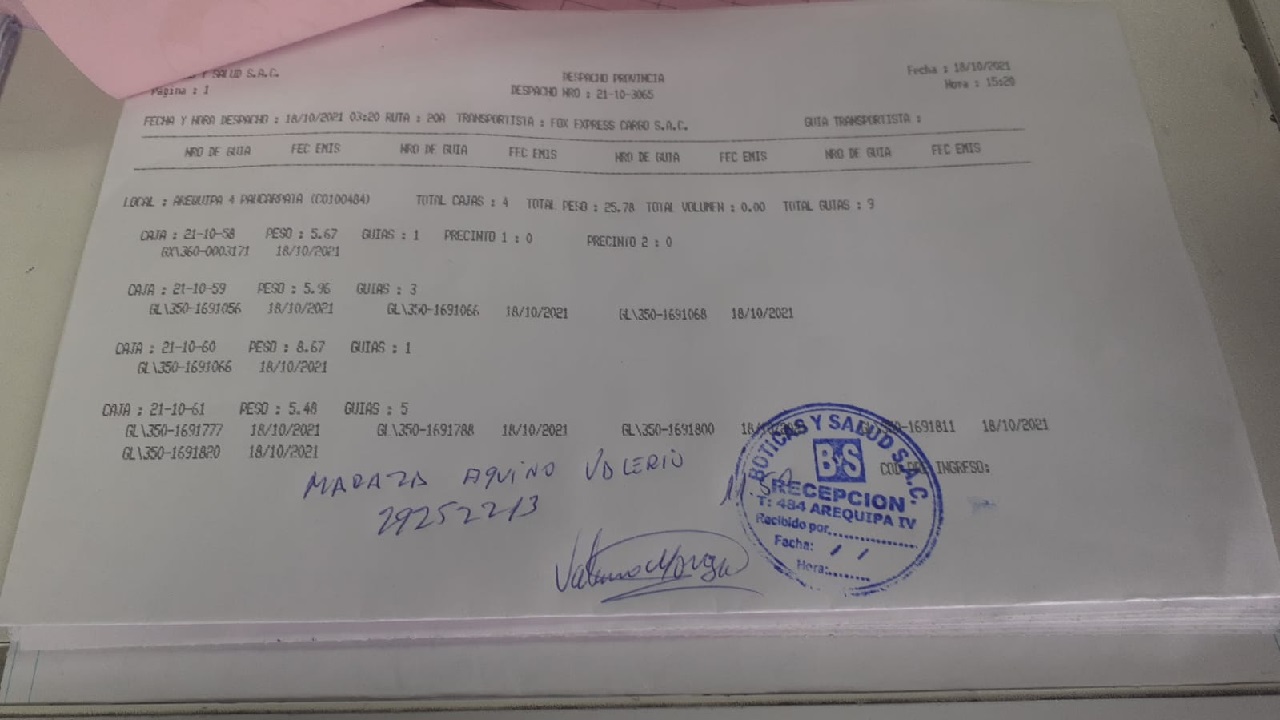 Y SALUD S.A.C. DESPACHO PROVINCIA Fecha : 18/10/2021
Página : 1 DESPACHO NRO : 21-10-3065 Hora : 15:20
FECHA Y HORA DESPACHO : 18/10/2021 03:20 RUTA : 20A TRANSPORTISTA : FOX EXPRESS CARGO S.A.C. GUIA TRANSPORTISTA :
NRO DE GUIA FEC EMIS NRO DE GUIA FEC EMIS NRO DE GUIA FEC EMIS NRO DE GUIA FEC EMIS
LOCAL : AREQUIPA 4 PAUCARPATA (C0100484) TOTAL CAJAS : 4 TOTAL PESO : 25.78 TOTAL VOLUMEN : 0.00 TOTAL GUIAS : 9
CAJA : 21-10-58 PESO : 5.67 GUIAS : 1 PRECINTO 1 : 0 PRECINTO 2 : 0
18/10/2021
CAJA : 21-10-59 PESO : 5.96 GUIAS : 3
GL\350-1691056 18/10/2021 GL\350-1691066 18/10/2021 GL\350-1691068 18/10/2021
CAJA : 21-10-60 PESO : 8.67 GUIAS : 1
GL\350-1691066 18/10/2021
CAJA : 21-10-61 PESO : 5.48 GUIAS : 5
GL\350-1691777 18/10/2021 GL\350-1691788 18/10/2021 GL\350-1691800 -1691811 18/10/2021
GL\350-1691820 18/10/2021
INGRESO:
AQUINO VALERIO
BOTICAS Y SALUD S.A.C.
BS
RECEPCION
T: 484 AREQUIPA IV
Recibido por
Fecha: / /
Hora: